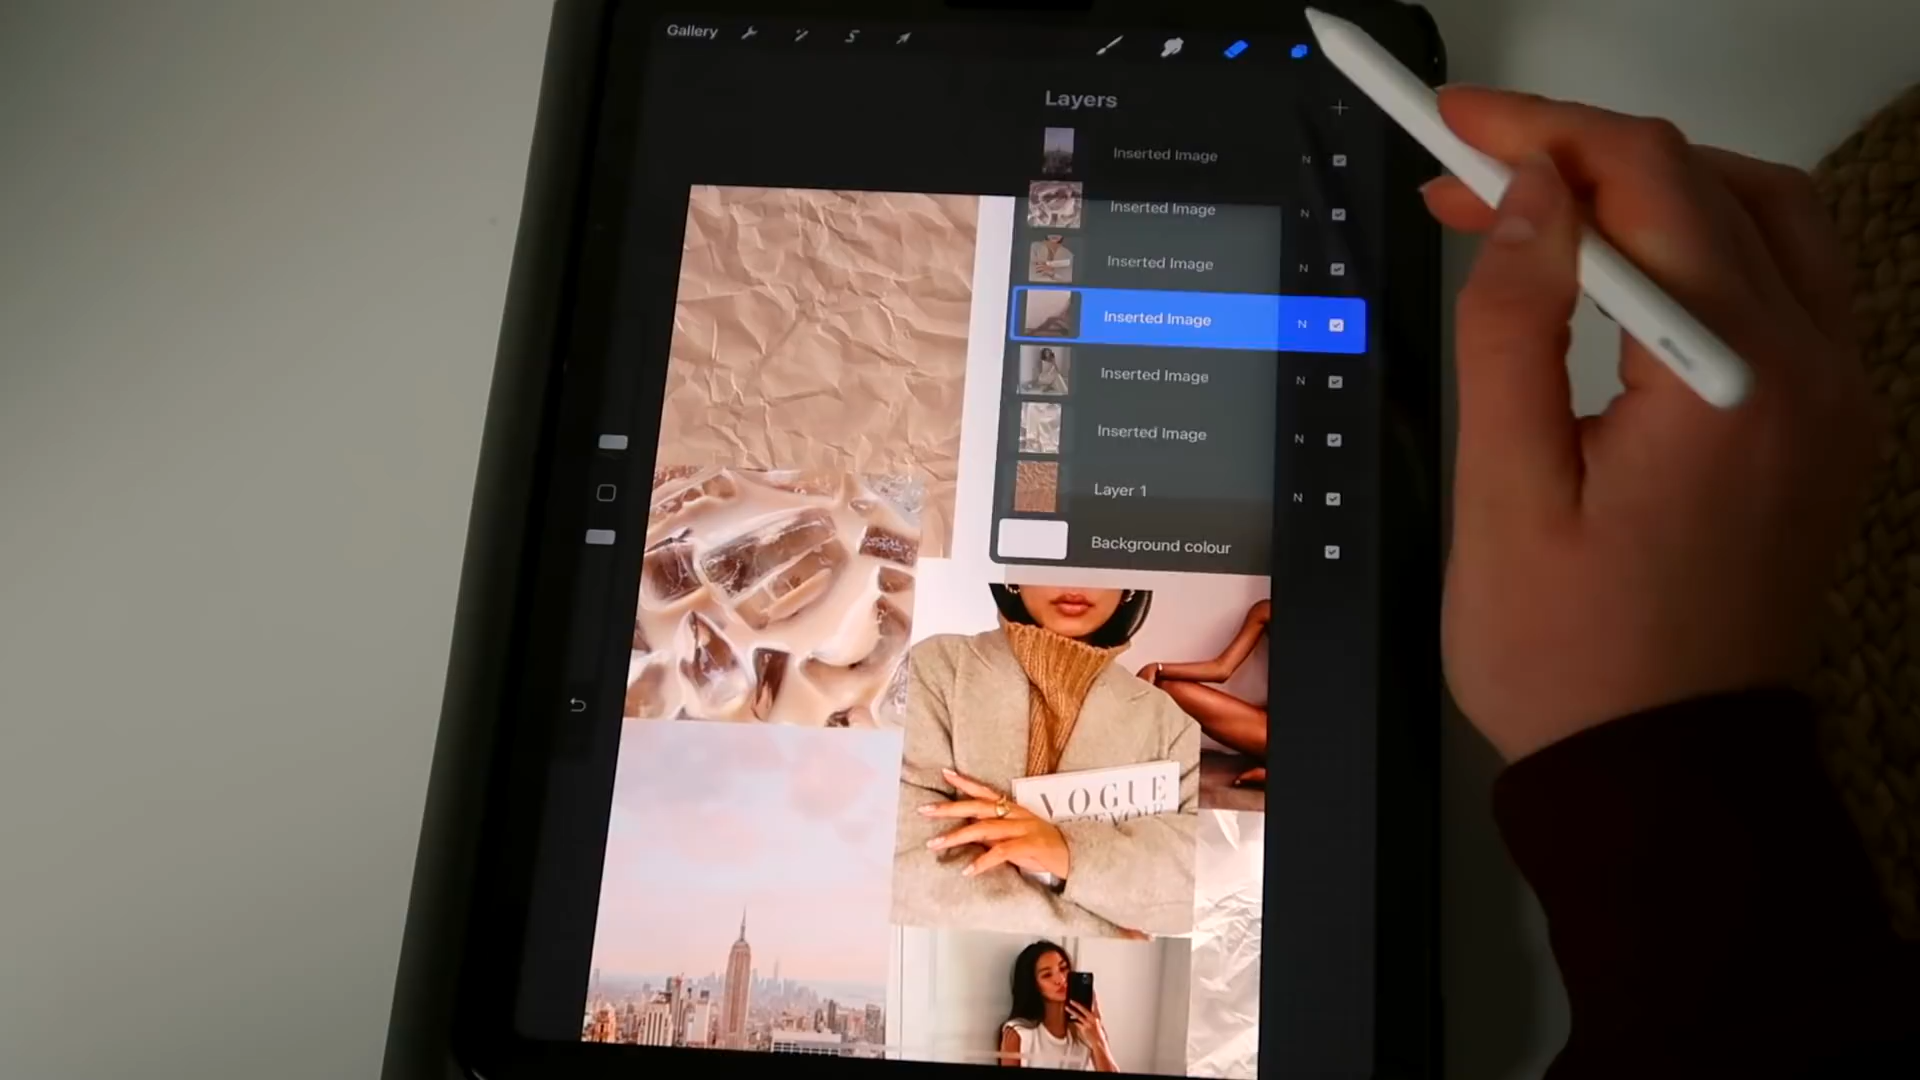 Gallery
Layers
Inserted Image N
Inserted Image N
Inserted Image N
Inserted Image N
Inserted Image N
Inserted Image N
Layer 1 N
Background colour
VOGUE